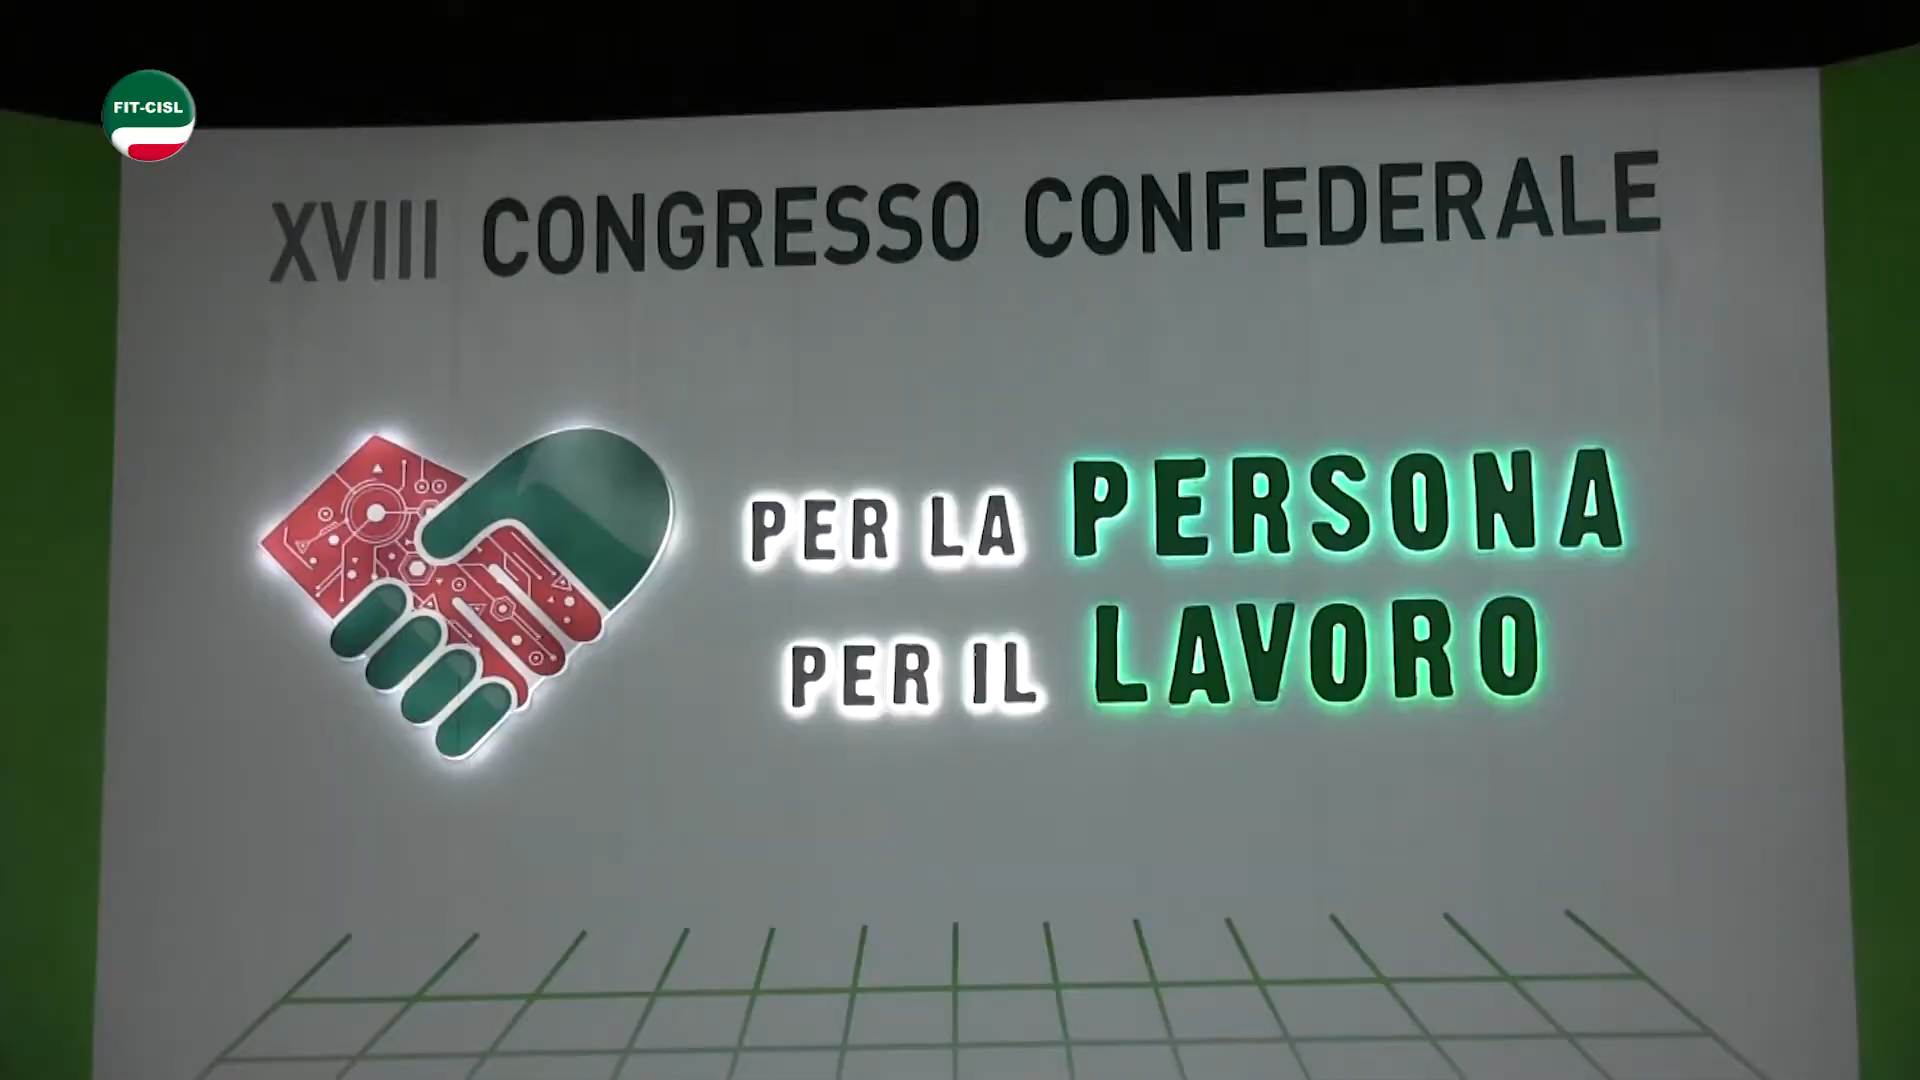 FIT-CISL
XVIII CONGRESSO CONFEDERALE
PER LA PERSONA
PER IL LAVORO